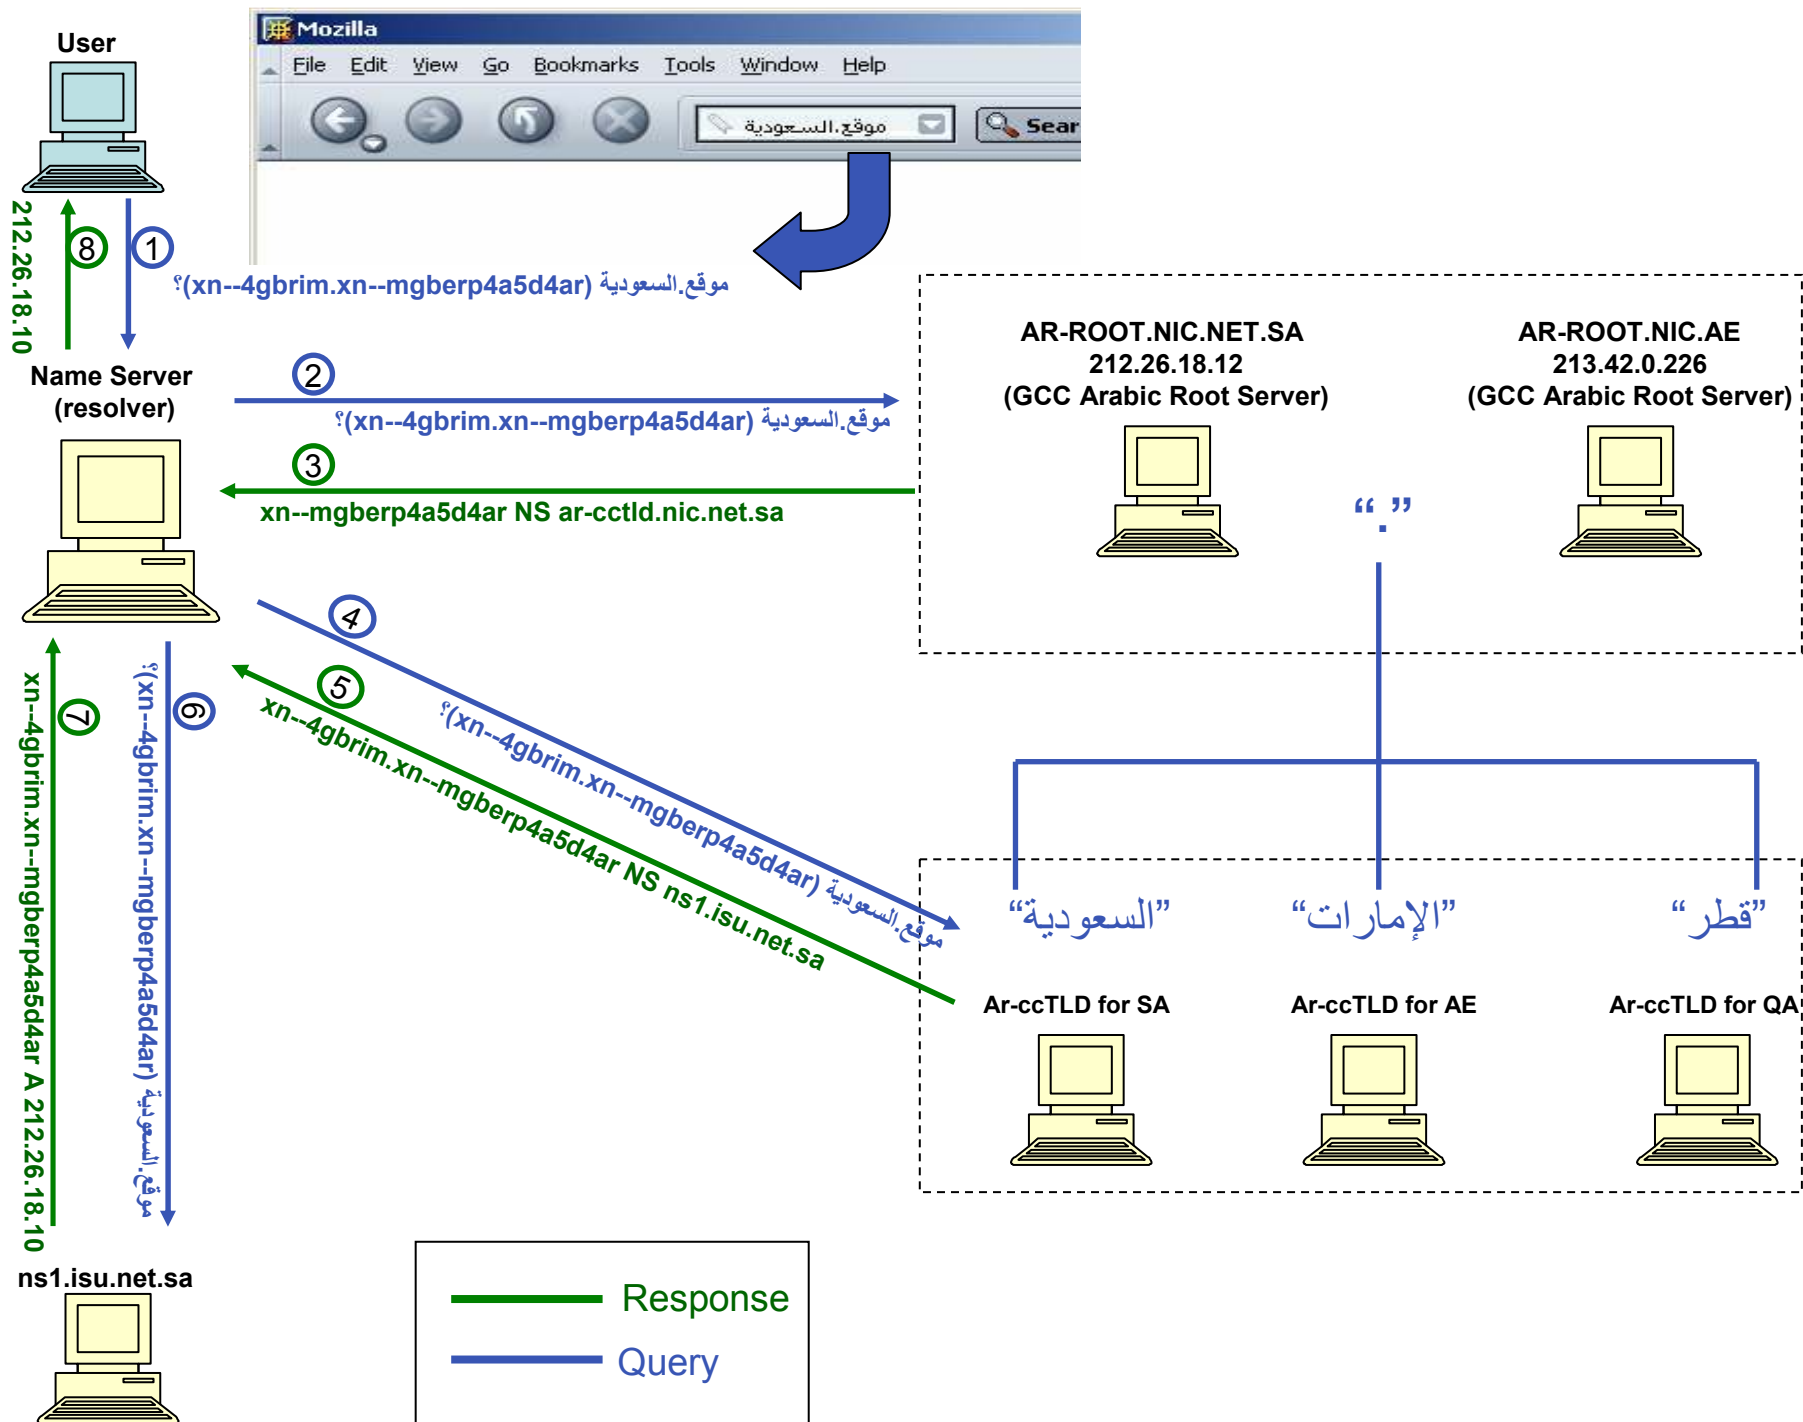 User
Mozilla
File Edit View Go Bookmarks Tools Window Help
موقع.السعودية
Sear
8
1
212.26.18.10
موقع.السعودية (xn--4gbrim.xn--mgberp4a5d4ar)؟
Name Server
(resolver)
2
موقع.السعودية (xn--4gbrim.xn--mgberp4a5d4ar)؟
3
xn--mgberp4a5d4ar NS ar-cctld.nic.net.sa
AR-ROOT.NIC.NET.SA
212.26.18.12
(GCC Arabic Root Server)
AR-ROOT.NIC.AE
213.42.0.226
(GCC Arabic Root Server)
“.”
4
موقع.السعودية (xn--4gbrim.xn--mgberp4a5d4ar)؟
5
xn--4gbrim.xn--mgberp4a5d4ar NS ns1.isu.net.sa
6
موقع.السعودية (xn--4gbrim.xn--mgberp4a5d4ar)؟
7
xn--4gbrim.xn--mgberp4a5d4ar A 212.26.18.10
“السعودية”
“الإمارات”
“قطر”
Ar-ccTLD for SA
Ar-ccTLD for AE
Ar-ccTLD for QA
ns1.isu.net.sa
Response
Query